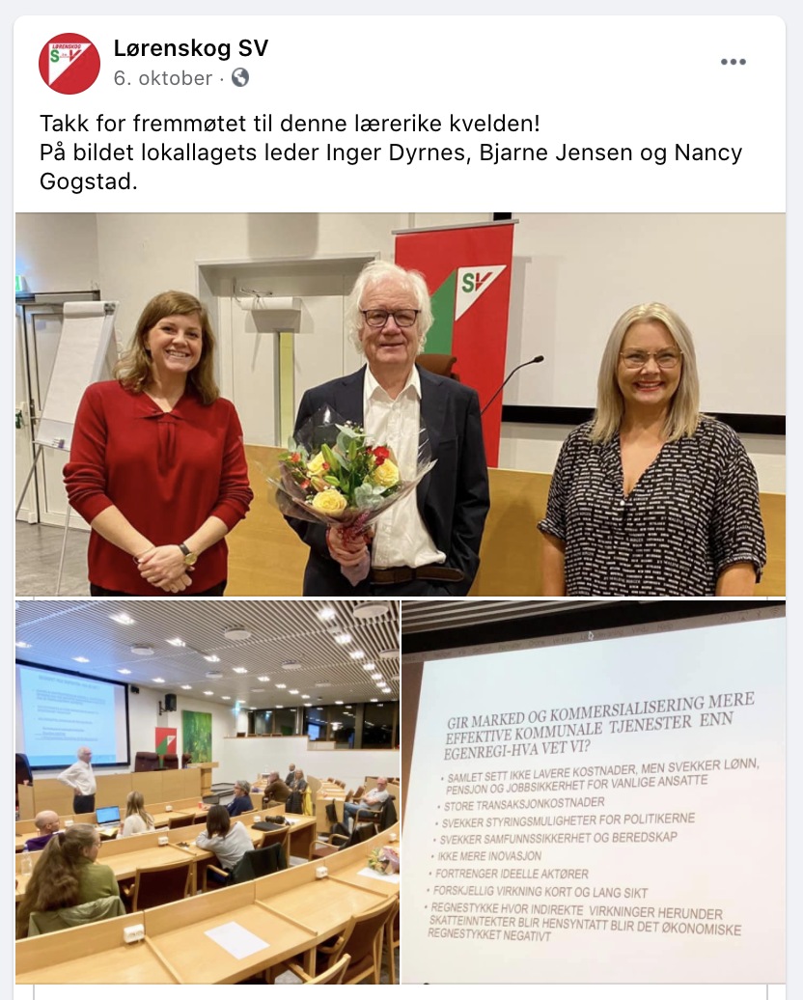 LØRENSKOG
SV
Lørenskog SV
6. oktober ·
Takk for fremmøtet til denne lærerike kvelden!
På bildet lokallagets leder Inger Dyrnes, Bjarne Jensen og Nancy
Gogstad.
SV
GIR MARKED OG KOMMERSIALISERING MERE
EFFEKTIVE KOMMUNALE TJENESTER ENN
EGENREGI-HVA VET VI?
• SAMLET SETT IKKE LAVERE KOSTNADER, MEN SVEKKER LØNN,
PENSJON OG JOBBSIKKERHET FOR VANLIGE ANSATTE
• STORE TRANSAKSJONKOSTNADER
• SVEKKER STYRINGSMULIGHETER FOR POLITIKERNE
• SVEKKER SAMFUNNSSIKKERHET OG BEREDSKAP
• IKKE MERE INOVASJON
• FORTRENGER IDEELLE AKTØRER
• FORSKJELLIG VIRKNING KORT OG LANG SIKT
• REGNESTYKKE HVOR INDIREKTE VIRKNINGER HERUNDER
SKATTEINNTEKTER BLIR HENSYNTATT BLIR DET ØKONOMISKE
REGNESTYKKET NEGATIVT